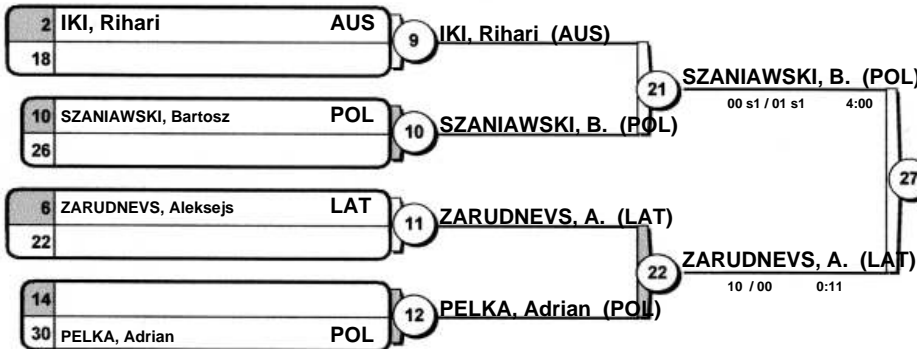 2 IKI, Rihari AUS
18
9 IKI, Rihari (AUS)
21 SZANIAWSKI, B. (POL)
00 s1 / 01 s1 4:00
10 SZANIAWSKI, Bartosz POL
26
10 SZANIAWSKI, B. (POL)
27
6 ZARUDNEVS, Aleksejs LAT
22
11 ZARUDNEVS, A. (LAT)
22 ZARUDNEVS, A. (LAT)
10 / 00 0:11
14
30 PELKA, Adrian POL
12 PELKA, Adrian (POL)